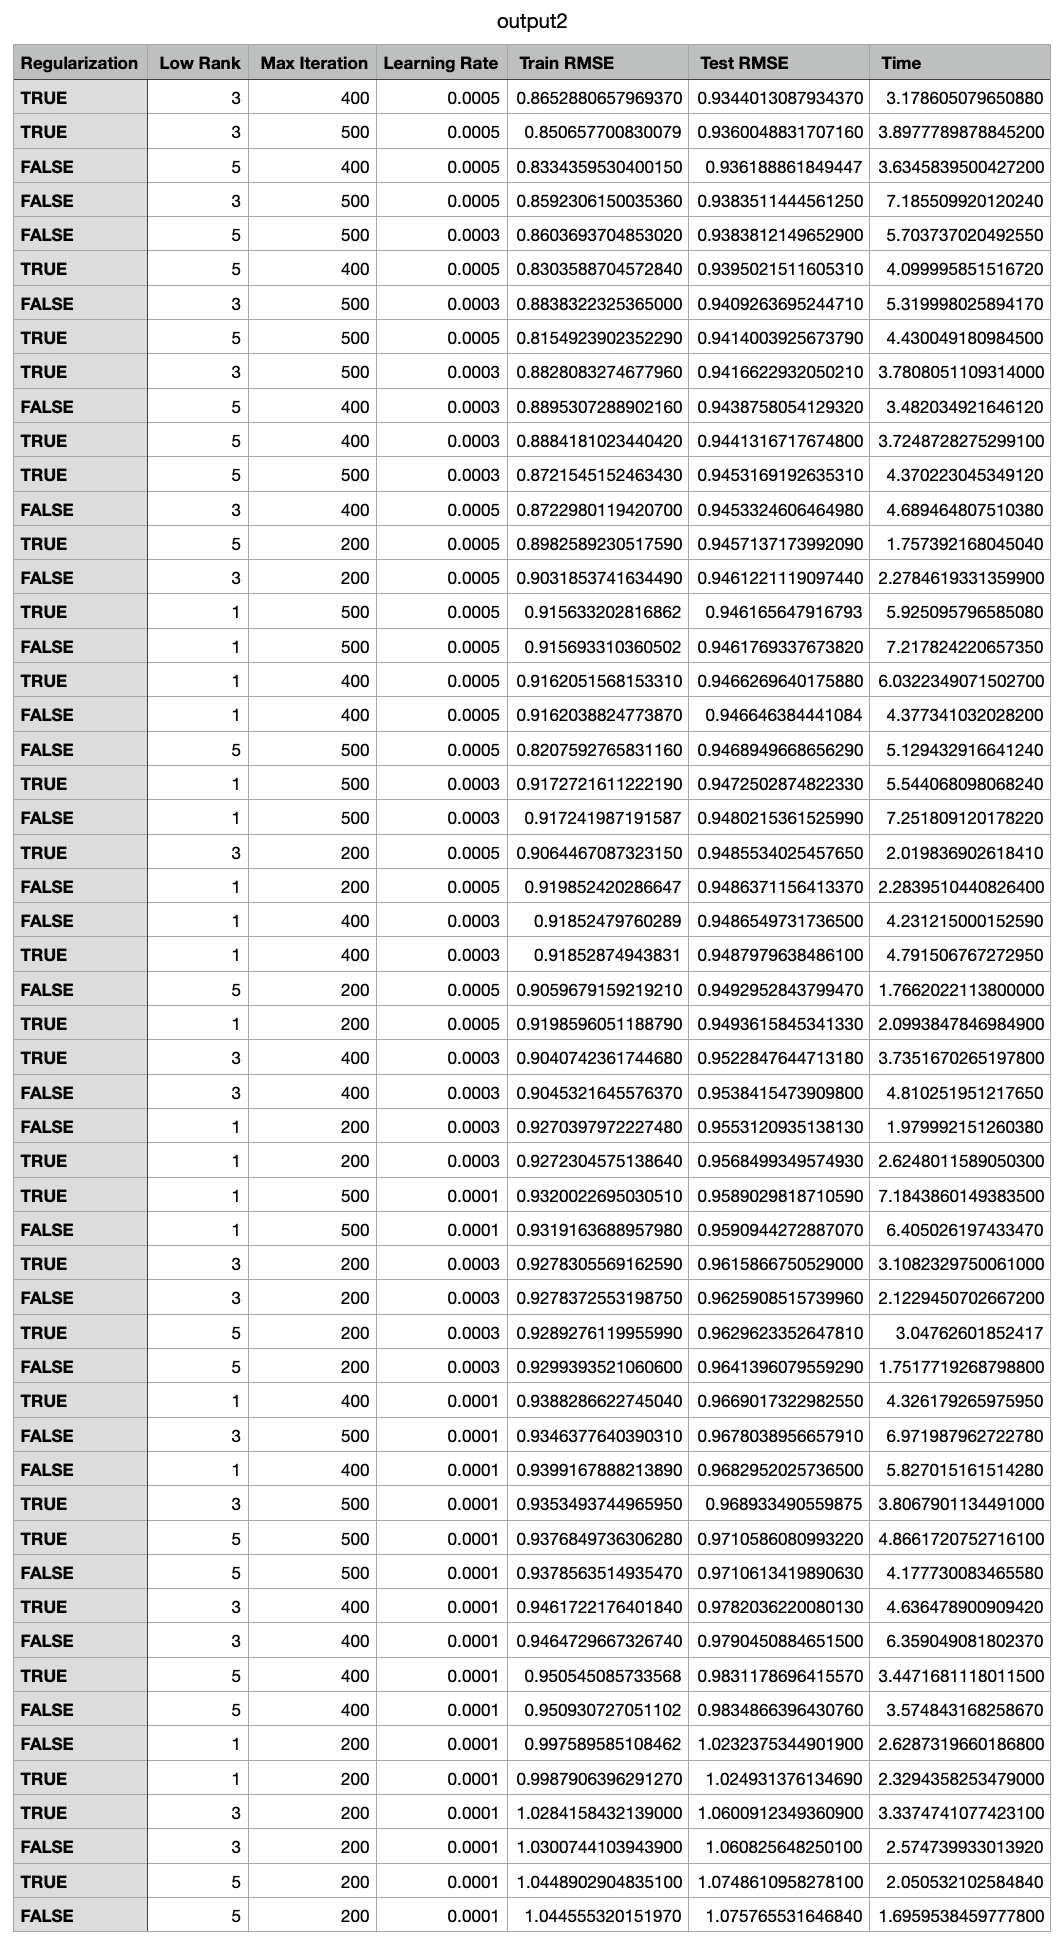 output2
Regularization Low Rank Max Iteration Learning Rate Train RMSE Test RMSE Time
TRUE 3 400 0.0005 0.8652880657969370 0.9344013087934370 3.178605079650880
TRUE 3 500 0.0005 0.850657700830079 0.9360048831707160 3.8977789878845200
FALSE 5 400 0.0005 0.8334359530400150 0.936188861849447 3.6345839500427200
FALSE 3 500 0.0005 0.8592306150035360 0.9383511444561250 7.185509920120240
FALSE 5 500 0.0003 0.8603693704853020 0.9383812149652900 5.703737020492550
TRUE 5 400 0.0005 0.8303588704572840 0.9395021511605310 4.099995851516720
FALSE 3 500 0.0003 0.8838322325365000 0.9409263695244710 5.319998025894170
TRUE 5 500 0.0005 0.8154923902352290 0.9414003925673790 4.430049180984500
TRUE 3 500 0.0003 0.8828083274677960 0.9416622932050210 3.7808051109314000
FALSE 5 400 0.0003 0.8895307288902160 0.9438758054129320 3.482034921646120
TRUE 5 400 0.0003 0.8884181023440420 0.9441316717674800 3.7248728275299100
TRUE 5 500 0.0003 0.8721545152463430 0.9453169192635310 4.370223045349120
FALSE 3 400 0.0005 0.8722980119420700 0.9453324606464980 4.689464807510380
TRUE 5 200 0.0005 0.8982589230517590 0.9457137173992090 1.757392168045040
FALSE 3 200 0.0005 0.9031853741634490 0.9461221119097440 2.2784619331359900
TRUE 1 500 0.0005 0.915633202816862 0.946165647916793 5.925095796585080
FALSE 1 500 0.0005 0.915693310360502 0.9461769337673820 7.217824220657350
TRUE 1 400 0.0005 0.9162051568153310 0.9466269640175880 6.0322349071502700
FALSE 1 400 0.0005 0.9162038824773870 0.946646384441084 4.377341032028200
FALSE 5 500 0.0005 0.8207592765831160 0.9468949668656290 5.129432916641240
TRUE 1 500 0.0003 0.9172721611222190 0.9472502874822330 5.544068098068240
FALSE 1 500 0.0003 0.917241987191587 0.9480215361525990 7.251809120178220
TRUE 3 200 0.0005 0.9064467087323150 0.9485534025457650 2.019836902618410
FALSE 1 200 0.0005 0.919852420286647 0.9486371156413370 2.2839510440826400
FALSE 1 400 0.0003 0.91852479760289 0.9486549731736500 4.231215000152590
TRUE 1 400 0.0003 0.91852874943831 0.9487979638486100 4.791506767272950
FALSE 5 200 0.0005 0.9059679159219210 0.9492952843799470 1.7662022113800000
TRUE 1 200 0.0005 0.9198596051188790 0.9493615845341330 2.0993847846984900
TRUE 3 400 0.0003 0.9040742361744680 0.9522847644713180 3.7351670265197800
FALSE 3 400 0.0003 0.9045321645576370 0.9538415473909800 4.810251951217650
FALSE 1 200 0.0003 0.9270397972227480 0.9553120935138130 1.979992151260380
TRUE 1 200 0.0003 0.9272304575138640 0.9568499349574930 2.6248011589050300
TRUE 1 500 0.0001 0.9320022695030510 0.9589029818710590 7.1843860149383500
FALSE 1 500 0.0001 0.9319163688957980 0.9590944272887070 6.405026197433470
TRUE 3 200 0.0003 0.9278305569162590 0.9615866750529000 3.1082329750061000
FALSE 3 200 0.0003 0.9278372553198750 0.9625908515739960 2.1229450702667200
TRUE 5 200 0.0003 0.9289276119955990 0.9629623352647810 3.04762601852417
FALSE 5 200 0.0003 0.9299393521060600 0.9641396079559290 1.7517719268798800
TRUE 1 400 0.0001 0.9388286622745040 0.9669017322982550 4.326179265975950
FALSE 3 500 0.0001 0.9346377640390310 0.9678038956657910 6.971987962722780
FALSE 1 400 0.0001 0.9399167888213890 0.9682952025736500 5.827015161514280
TRUE 3 500 0.0001 0.9353493744965950 0.968933490559875 3.8067901134491000
TRUE 5 500 0.0001 0.9376849736306280 0.9710586080993220 4.8661720752716100
FALSE 5 500 0.0001 0.9378563514935470 0.9710613419890630 4.177730083465580
TRUE 3 400 0.0001 0.9461722176401840 0.9782036220080130 4.636478900909420
FALSE 3 400 0.0001 0.9464729667326740 0.9790450884651500 6.359049081802370
TRUE 5 400 0.0001 0.950545085733568 0.9831178696415570 3.4471681118011500
FALSE 5 400 0.0001 0.950930727051102 0.9834866396430760 3.574843168258670
FALSE 1 200 0.0001 0.997589585108462 1.0232375344901900 2.6287319660186800
TRUE 1 200 0.0001 0.9987906396291270 1.024931376134690 2.3294358253479000
TRUE 3 200 0.0001 1.0284158432139000 1.0600912349360900 3.3374741077423100
FALSE 3 200 0.0001 1.0300744103943900 1.060825648250100 2.574739933013920
TRUE 5 200 0.0001 1.0448902904835100 1.0748610958278100 2.050532102584840
FALSE 5 200 0.0001 1.044555320151970 1.075765531646840 1.6959538459777800